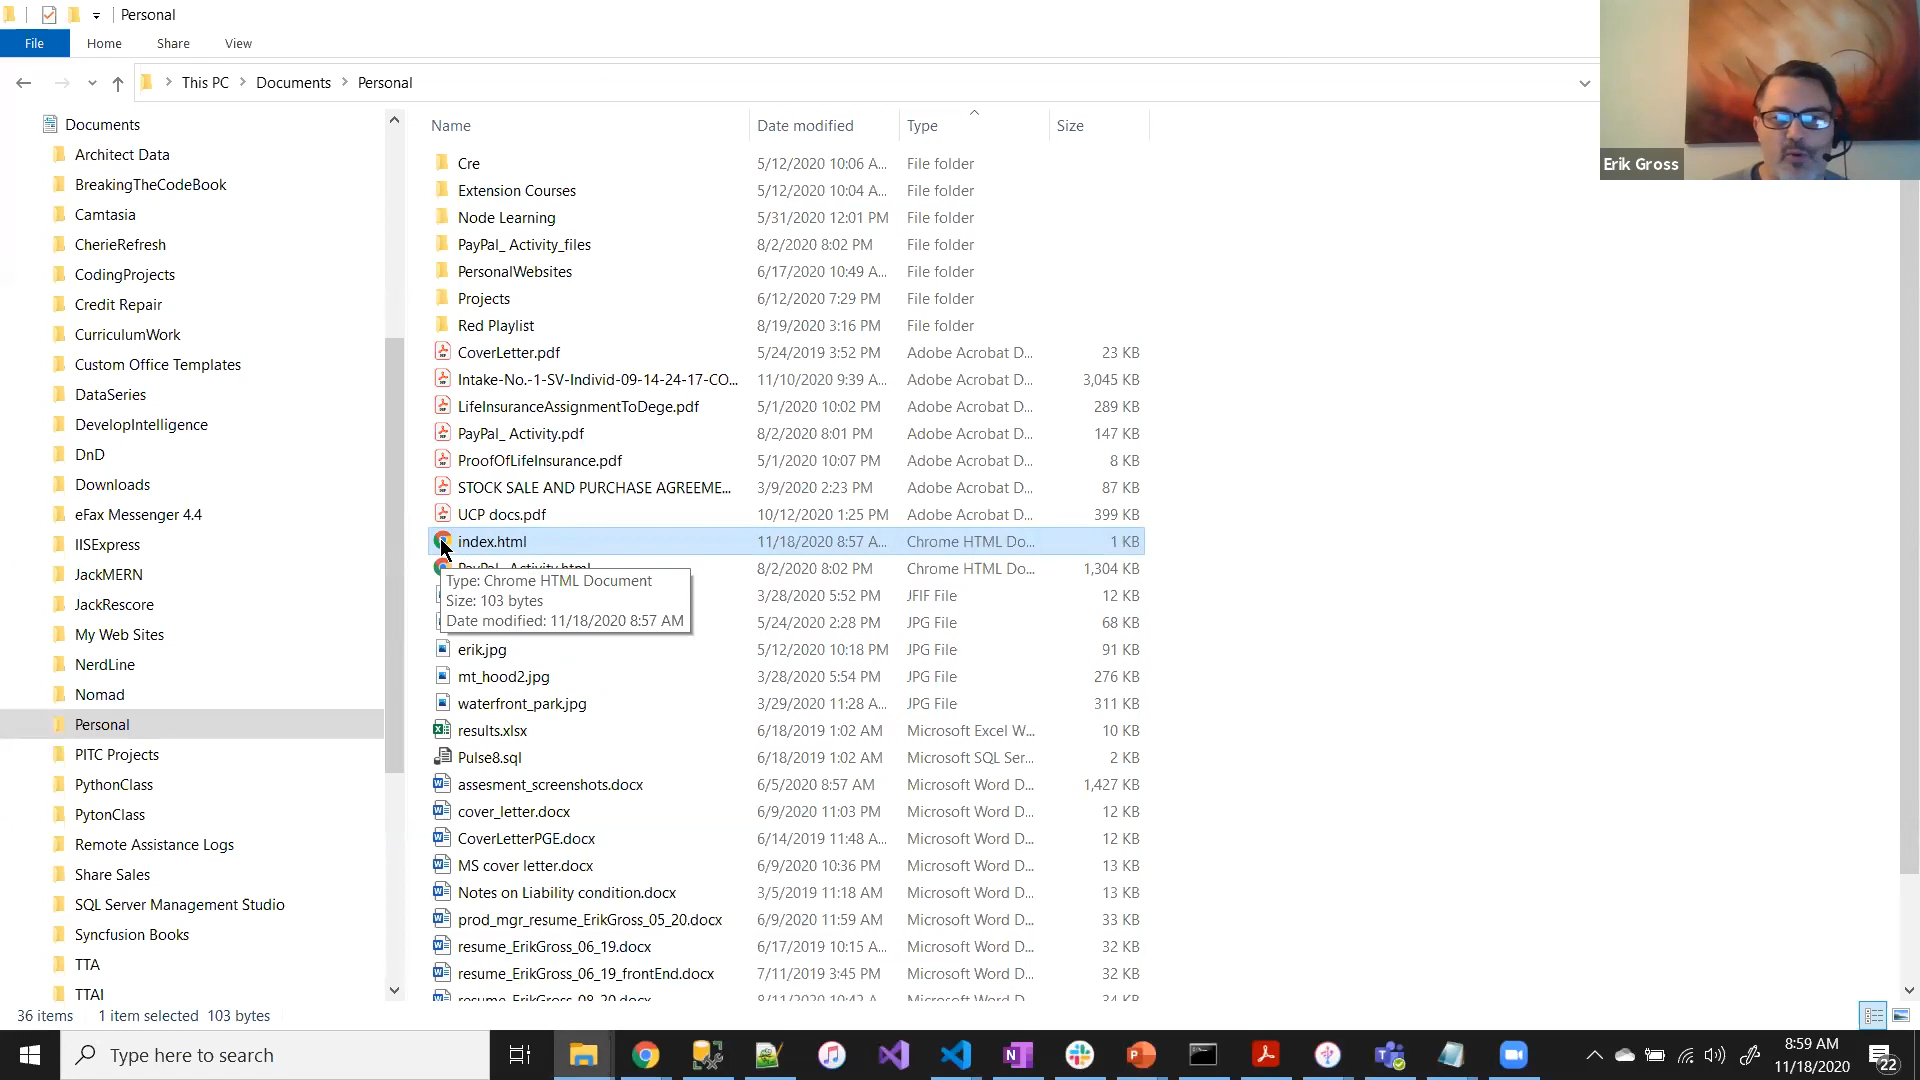 Personal
File
Home
Share
View
This PC
Documents
Personal
Erik Gross
Documents
Architect Data
BreakingTheCodeBook
Camtasia
CherieRefresh
CodingProjects
Credit Repair
CurriculumWork
Custom Office Templates
DataSeries
DevelopIntelligence
DnD
Downloads
eFax Messenger 4.4
IISExpress
JackMERN
JackRescore
My Web Sites
NerdLine
Nomad
Personal
PITC Projects
PythonClass
PytonClass
Remote Assistance Logs
Share Sales
SQL Server Management Studio
Syncfusion Books
TTA
TTAI
Name Date modified Type Size
Cre 5/12/2020 10:06 A... File folder
Extension Courses 5/12/2020 10:04 A... File folder
Node Learning 5/31/2020 12:01 PM File folder
PayPal_ Activity_files 8/2/2020 8:02 PM File folder
PersonalWebsites 6/17/2020 10:49 A... File folder
Projects 6/12/2020 7:29 PM File folder
Red Playlist 8/19/2020 3:16 PM File folder
CoverLetter.pdf 5/24/2019 3:52 PM Adobe Acrobat D... 23 KB
Intake-No.-1-SV-Individ-09-14-24-17-CO... 11/10/2020 9:39 A... Adobe Acrobat D... 3,045 KB
LifeInsuranceAssignmentToDege.pdf 5/1/2020 10:02 PM Adobe Acrobat D... 289 KB
PayPal_ Activity.pdf 8/2/2020 8:01 PM Adobe Acrobat D... 147 KB
ProofOfLifeInsurance.pdf 5/1/2020 10:07 PM Adobe Acrobat D... 8 KB
STOCK SALE AND PURCHASE AGREEME... 3/9/2020 2:23 PM Adobe Acrobat D... 87 KB
UCP docs.pdf 10/12/2020 1:25 PM Adobe Acrobat D... 399 KB
index.html 11/18/2020 8:57 A... Chrome HTML Do... 1 KB
PayPal_ Activity.html 8/2/2020 8:02 PM Chrome HTML Do... 1,304 KB
Type: Chrome HTML Document
Size: 103 bytes
Date modified: 11/18/2020 8:57 AM
3/28/2020 5:52 PM JFIF File 12 KB
5/24/2020 2:28 PM JPG File 68 KB
erik.jpg 5/12/2020 10:18 PM JPG File 91 KB
mt_hood2.jpg 3/28/2020 5:54 PM JPG File 276 KB
waterfront_park.jpg 3/29/2020 11:28 A... JPG File 311 KB
results.xlsx 6/18/2019 1:02 AM Microsoft Excel W... 10 KB
Pulse8.sql 6/18/2019 1:02 AM Microsoft SQL Ser... 2 KB
assesment_screenshots.docx 6/5/2020 8:57 AM Microsoft Word D... 1,427 KB
cover_letter.docx 6/9/2020 11:03 PM Microsoft Word D... 12 KB
CoverLetterPGE.docx 6/14/2019 11:48 A... Microsoft Word D... 12 KB
MS cover letter.docx 6/9/2020 10:36 PM Microsoft Word D... 13 KB
Notes on Liability condition.docx 3/5/2019 11:18 AM Microsoft Word D... 13 KB
prod_mgr_resume_ErikGross_05_20.docx 6/9/2020 11:59 AM Microsoft Word D... 33 KB
resume_ErikGross_06_19.docx 6/17/2019 10:15 A... Microsoft Word D... 32 KB
resume_ErikGross_06_19_frontEnd.docx 7/11/2019 3:45 PM Microsoft Word D... 32 KB
resume_ErikGross_08_20.docx 8/11/2020 10:42 A... Microsoft Word D... 34 KB
36 items 1 item selected 103 bytes
Type here to search
8:59 AM
11/18/2020
22